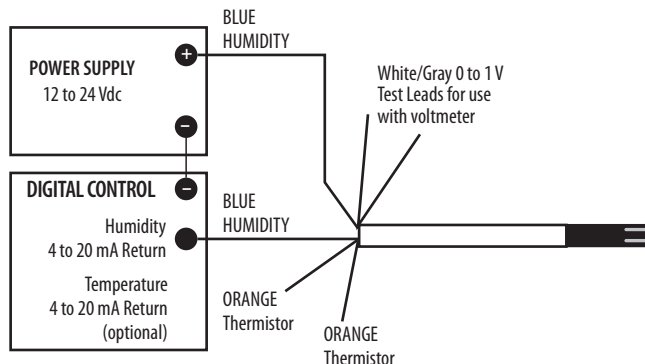 BLUE
HUMIDITY
+
POWER SUPPLY
12 to 24 Vdc
−
White/Gray 0 to 1 V
Test Leads for use
with voltmeter
DIGITAL CONTROL
−
Humidity
4 to 20 mA Return
BLUE
HUMIDITY
Temperature
4 to 20 mA Return
(optional)
ORANGE
Thermistor
ORANGE
Thermistor